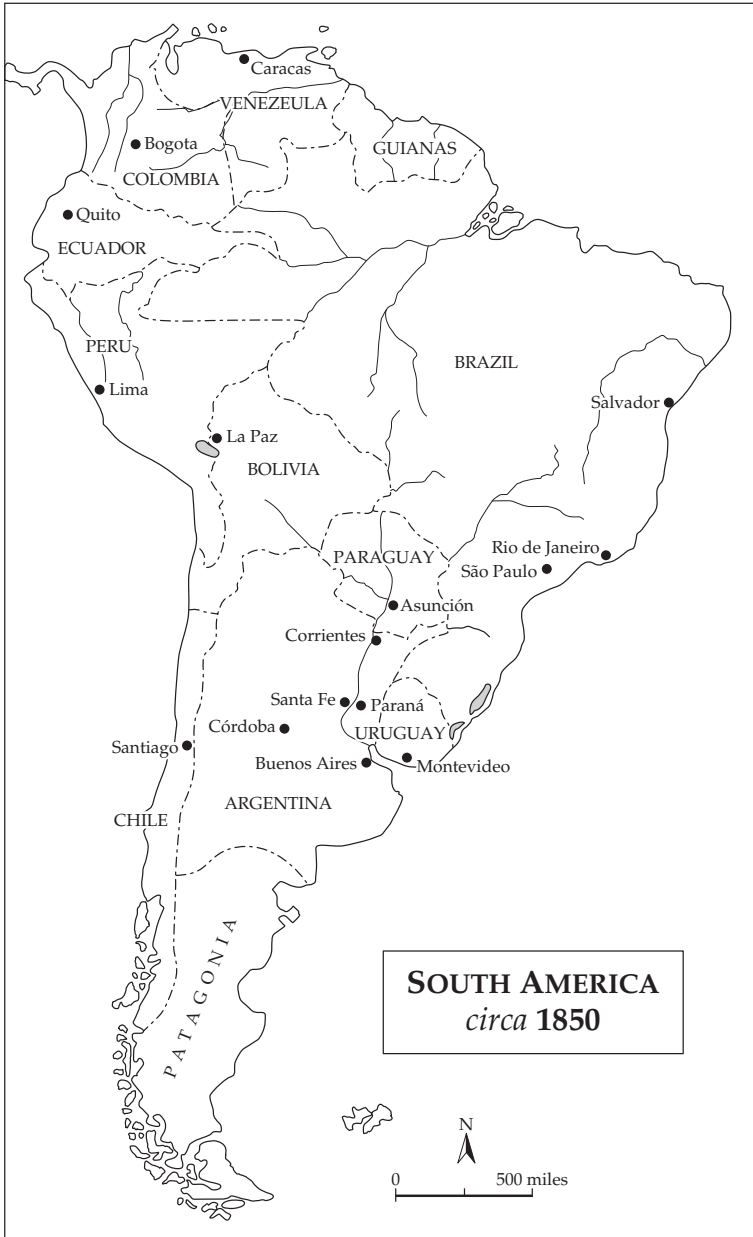 Caracas
VENEZEULA
GUIANAS
Bogota
COLOMBIA
Quito
ECUADOR
PERU
BRAZIL
Lima
Salvador
La Paz
BOLIVIA
Rio de Janeiro
PARAGUAY
São Paulo
Asunción
Corrientes
Santa Fe
Paraná
Córdoba
URUGUAY
Santiago
Buenos Aires
Montevideo
ARGENTINA
CHILE
PATAGONIA
SOUTH AMERICA
circa 1850
N
0 500 miles